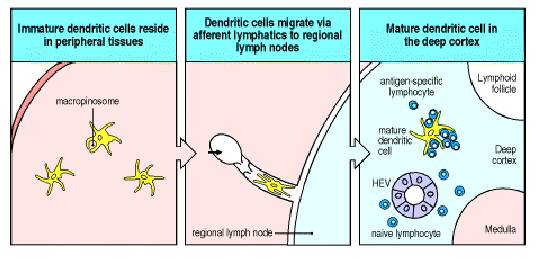 Immature dendritic cells reside
in peripheral tissues
macropinosome
Dendritic cells migrate via
afferent lymphatics to regional
lymph nodes
regional lymph node
Mature dendritic cell in
the deep cortex
antigen-specific
lymphocyte
Lymphoid
follicle
mature
dendritic
cell
Deep
cortex
HEV
naive lymphocyte
Medulla